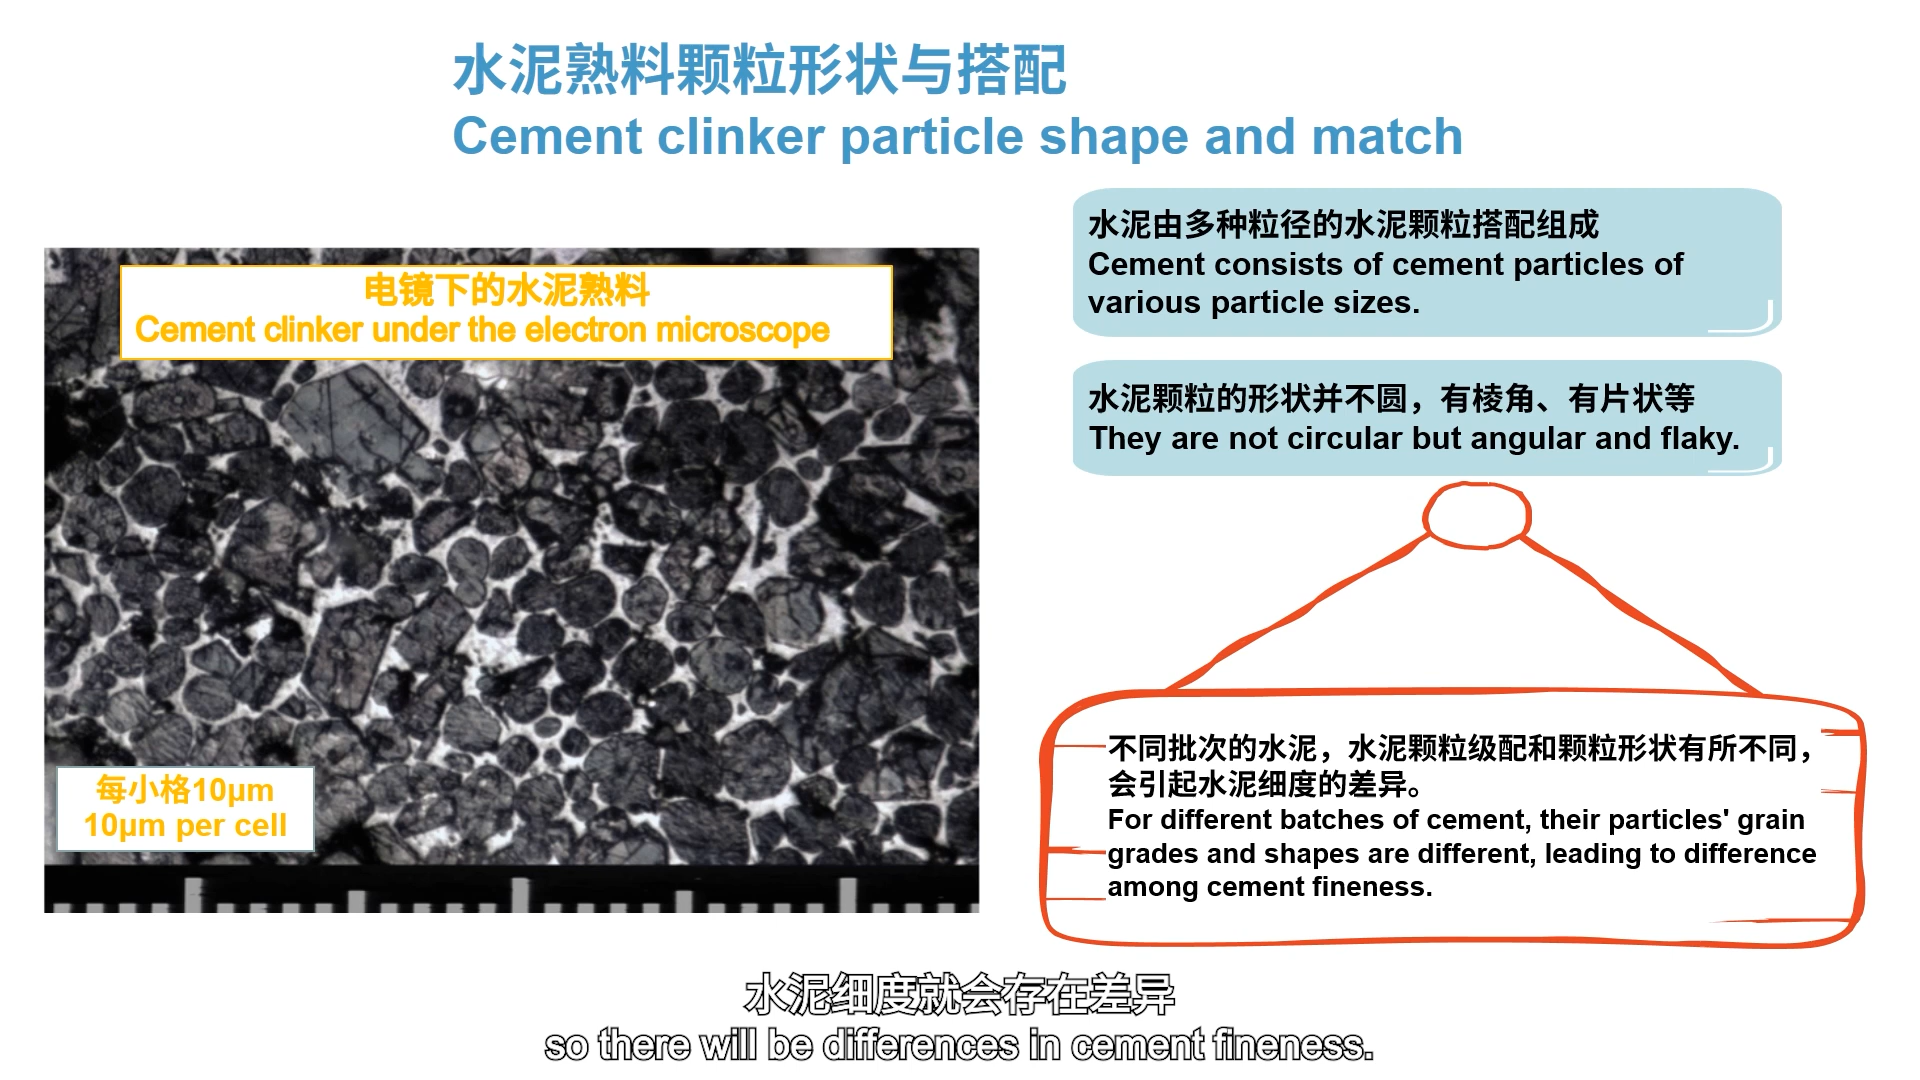 水泥熟料颗粒形状与搭配
Cement clinker particle shape and match
电镜下的水泥熟料
Cement clinker under the electron microscope
每小格10μm
10μm per cell
水泥由多种粒径的水泥颗粒搭配组成
Cement consists of cement particles of
various particle sizes.
水泥颗粒的形状并不圆，有棱角、有片状等
They are not circular but angular and flaky.
不同批次的水泥，水泥颗粒级配和颗粒形状有所不同，
会引起水泥细度的差异。
For different batches of cement, their particles' grain
grades and shapes are different, leading to difference
among cement fineness.
水泥细度就会存在差异
so there will be differences in cement fineness.